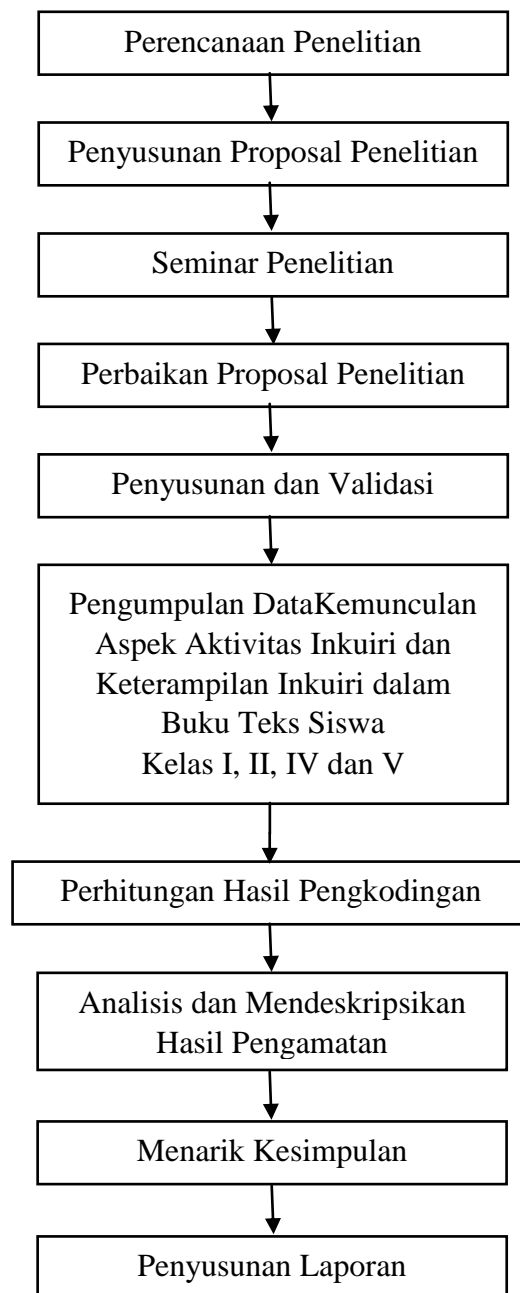 Perencanaan Penelitian
Penyusunan Proposal Penelitian
Seminar Penelitian
Perbaikan Proposal Penelitian
Penyusunan dan Validasi
Pengumpulan DataKemunculan
Aspek Aktivitas Inkuiri dan
Keterampilan Inkuiri dalam
Buku Teks Siswa
Kelas I, II, IV dan V
Perhitungan Hasil Pengkodingan
Analisis dan Mendeskripsikan
Hasil Pengamatan
Menarik Kesimpulan
Penyusunan Laporan